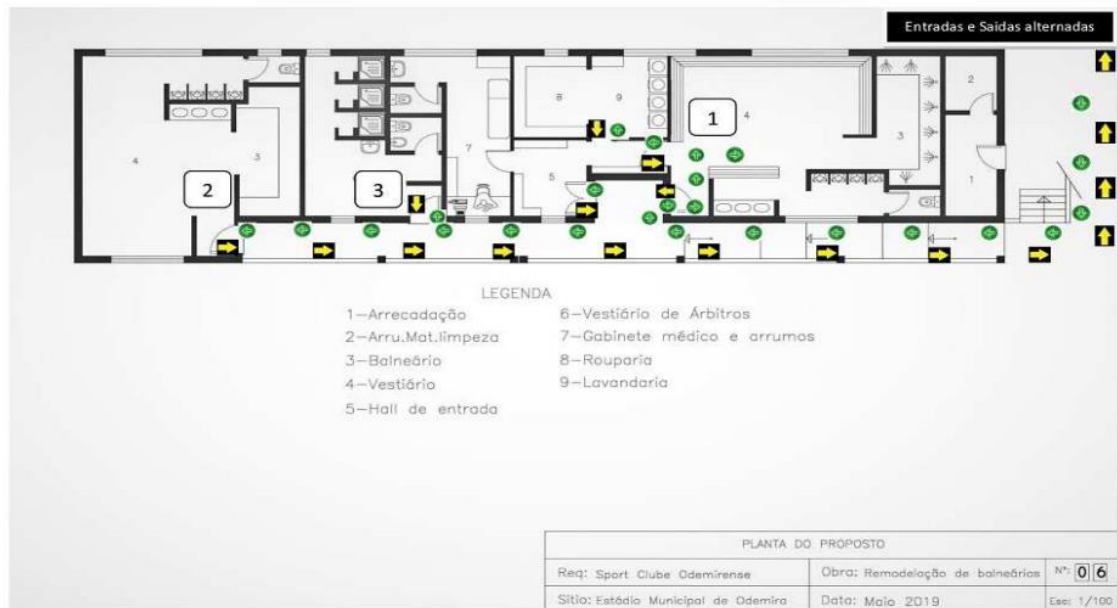 Entradas e Saídas alternadas
2
8
9
1
4
4
3
3
7
5
1
2
3
LEGENDA
1-Arrecadação
2-Arru.Mat.limpeza
3-Balneário
4-Vestiário
5-Hall de entrada
6-Vestiário de Árbitros
7-Gabinete médico e arrumos
8-Rouparia
9-Lavandaria
PLANTA DO PROPOSTO
Req: Sport Clube Odemirense
Obra: Remodelação de balneários
Nº: 06
Sitio: Estádio Municipal de Odemira
Data: Maio 2019
Esc: 1/100